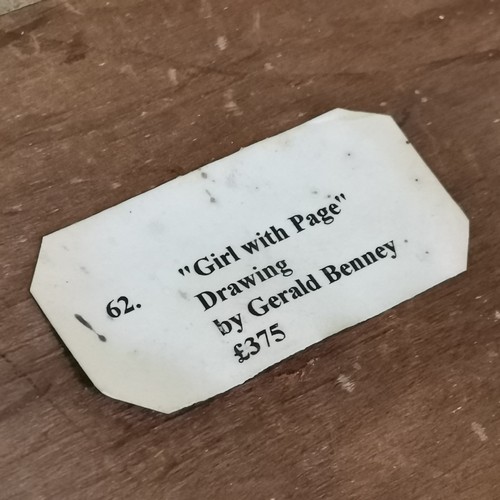 62. "Girl with Page"
Drawing
by Gerald Benney
£375